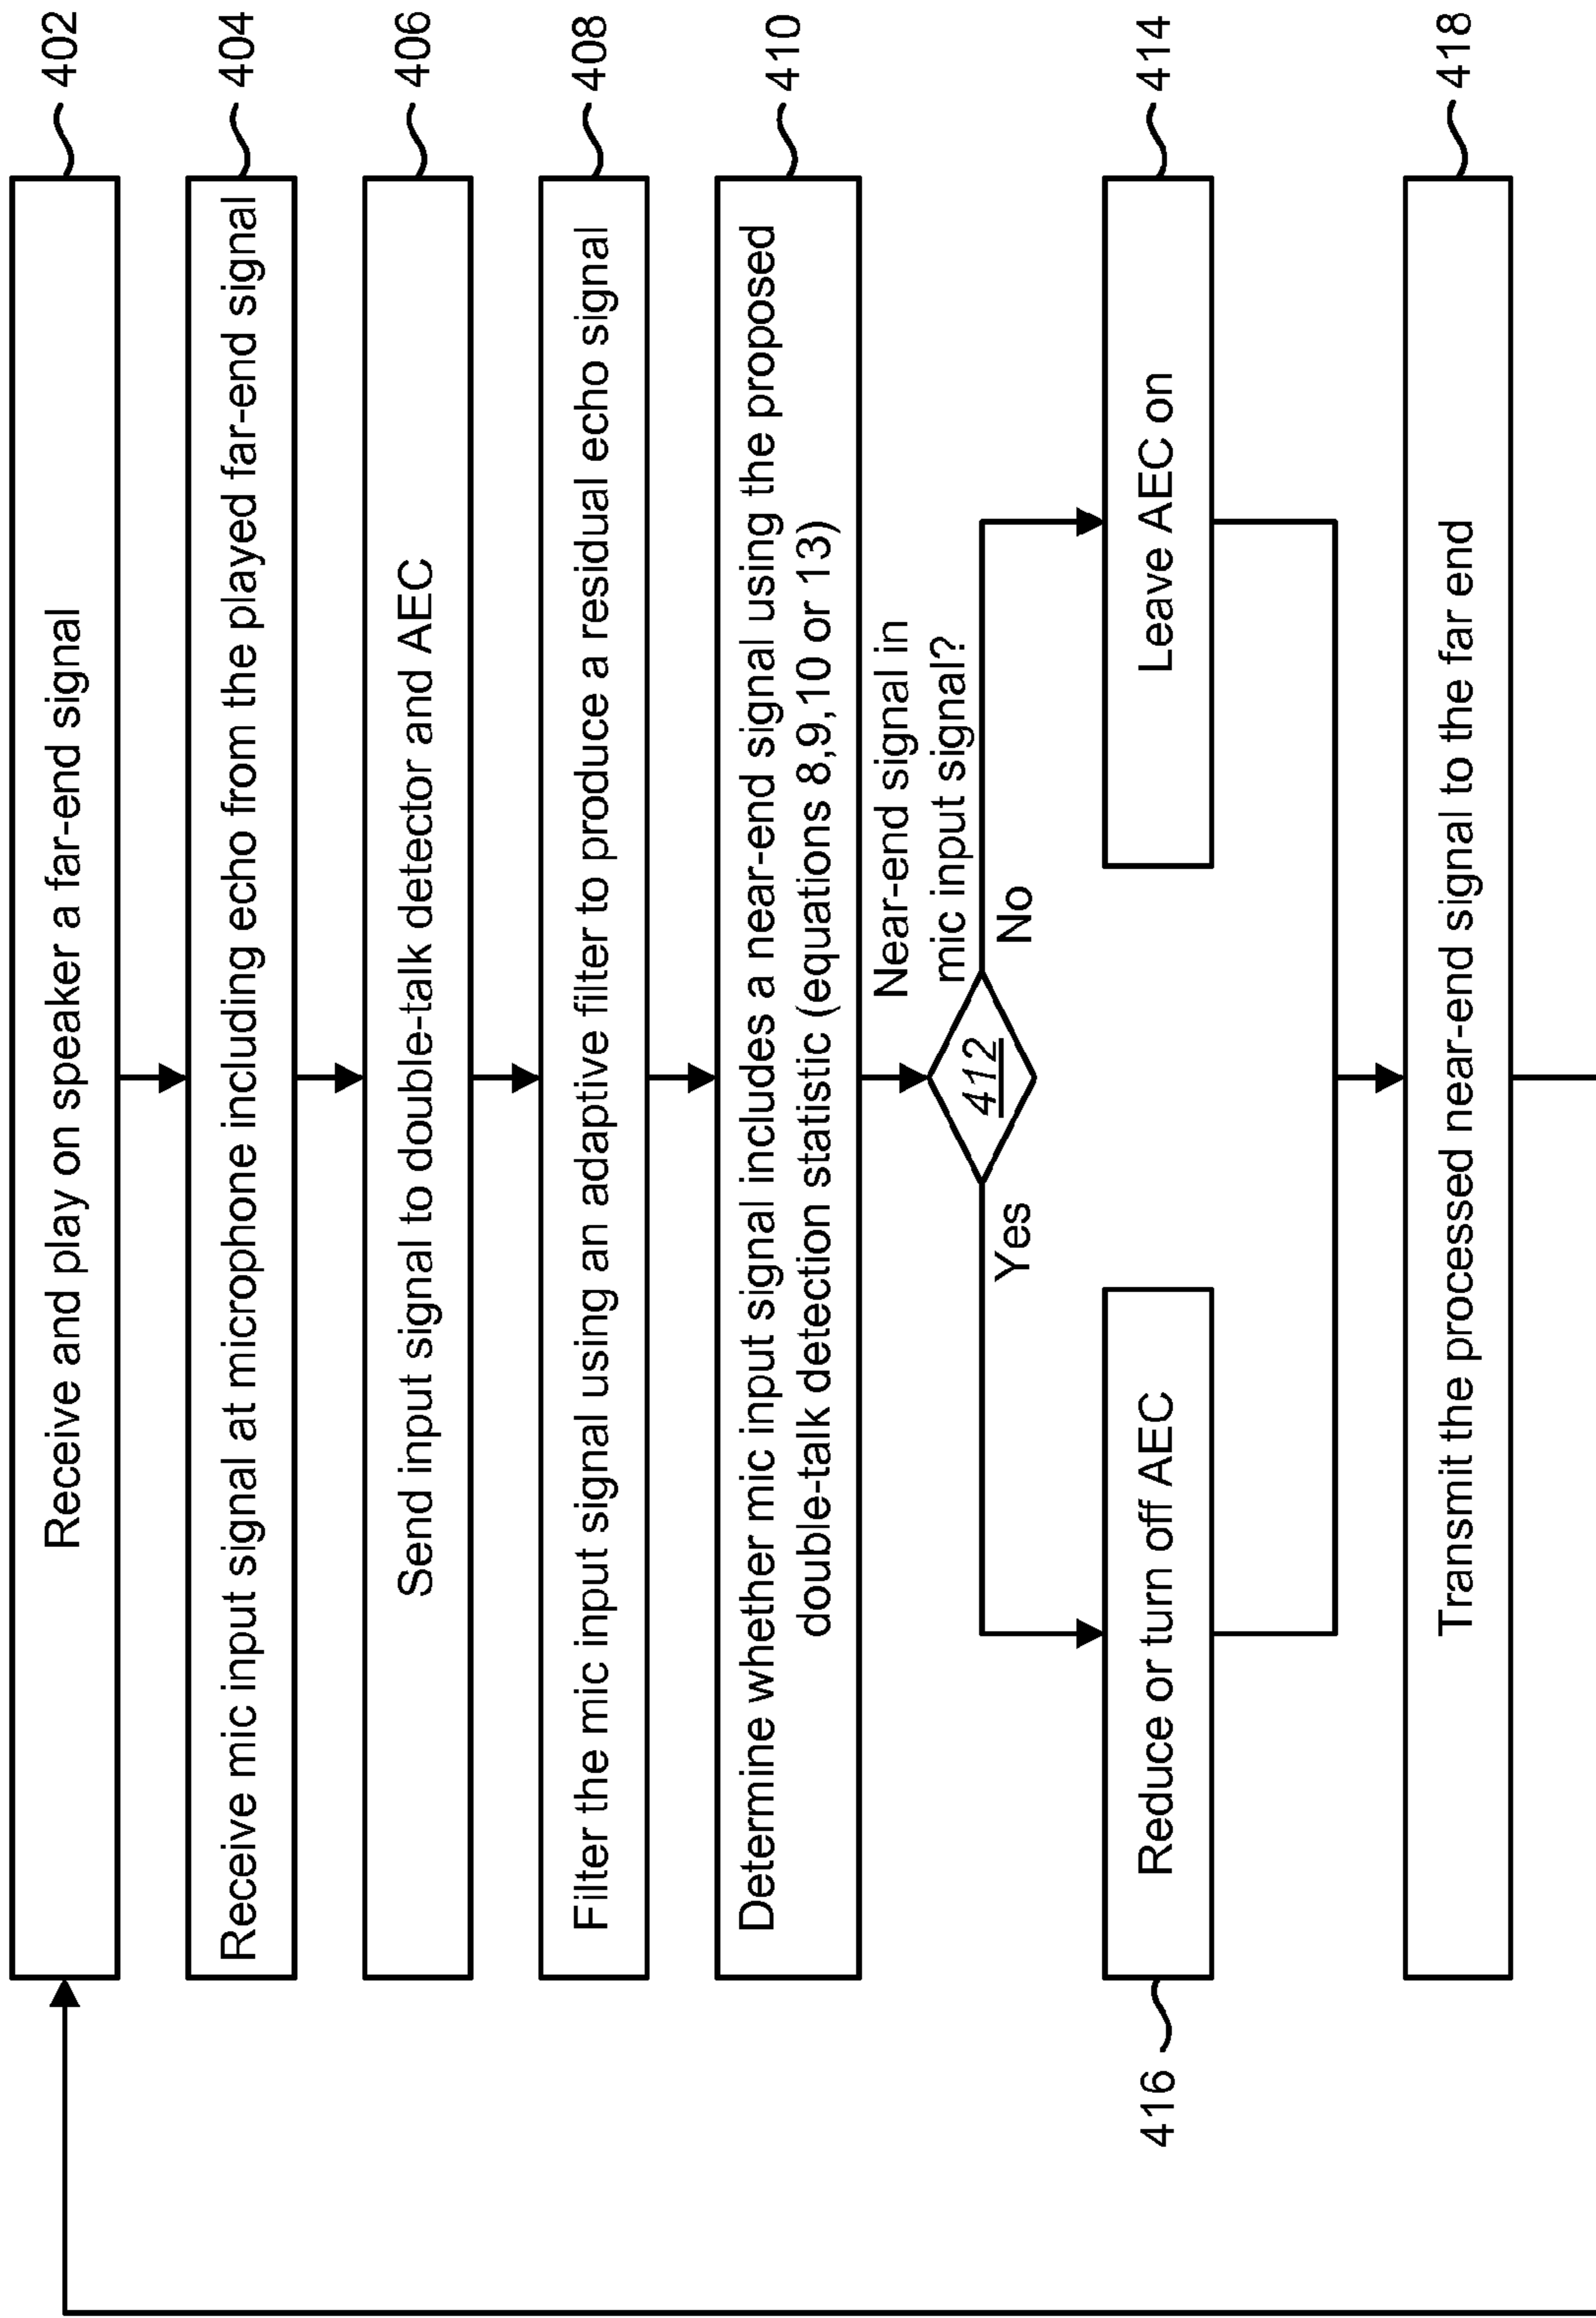 Receive and play on speaker a far-end signal
402
Receive mic input signal at microphone including echo from the played far-end signal
404
Send input signal to double-talk detector and AEC
406
Filter the mic input signal using an adaptive filter to produce a residual echo signal
408
Determine whether mic input signal includes a near-end signal using the proposed
double-talk detection statistic (equations 8,9,10 or 13)
410
Near-end signal in
mic input signal?
412
Yes
No
416
Reduce or turn off AEC
Leave AEC on
414
Transmit the processed near-end signal to the far end
418